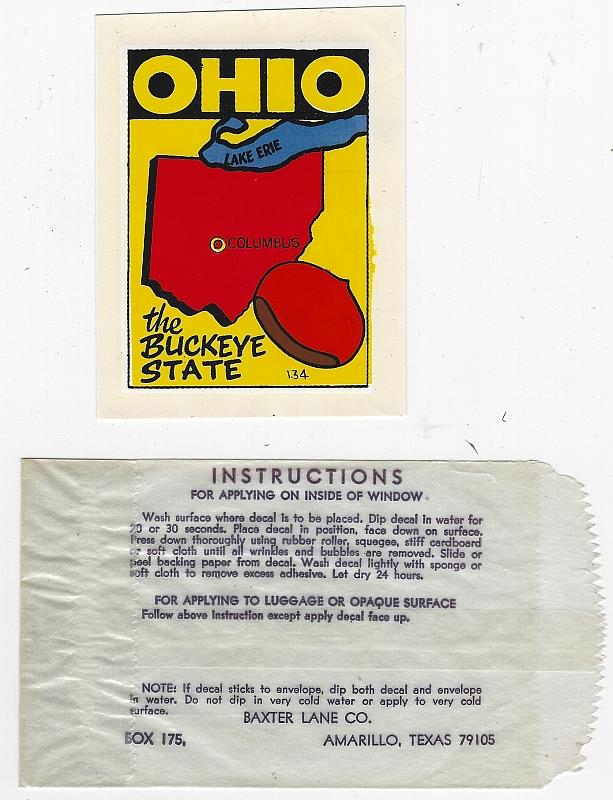 OHIO
LAKE ERIE
COLUMBUS
the
BUCKEYE
STATE
134
INSTRUCTIONS
FOR APPLYING ON INSIDE OF WINDOW.
Wash surface where decal is to be placed. Dip decal in water for
20 or 30 seconds. Place decal in position, face down on surface.
Press down thoroughly using rubber roller, squegee, stiff cardboard
or soft cloth until all wrinkles and bubbles are removed. Slide or
peel backing paper from decal. Wash decal lightly with sponge or
soft cloth to remove excess adhesive. Let dry 24 hours.
FOR APPLYING TO LUGGAGE OR OPAQUE SURFACE
Follow above instruction except apply decal face up.
NOTE: If decal sticks to envelope, dip both decal and envelope
in water. Do not dip in very cold water or apply to very cold
surface.
BAXTER LANE CO.
BOX 175, AMARILLO, TEXAS 79105